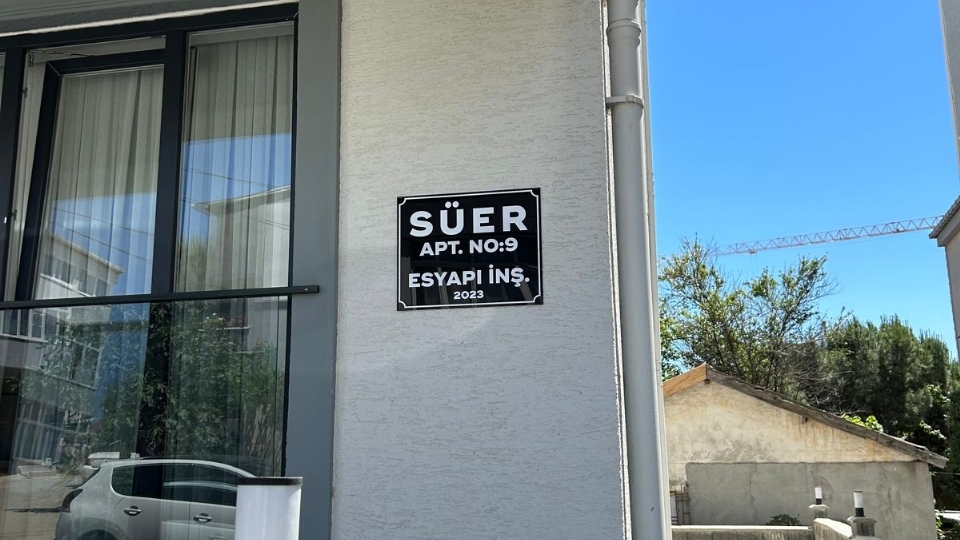 SÜER
APT. NO:9
ESYAPI İNŞ.
2023